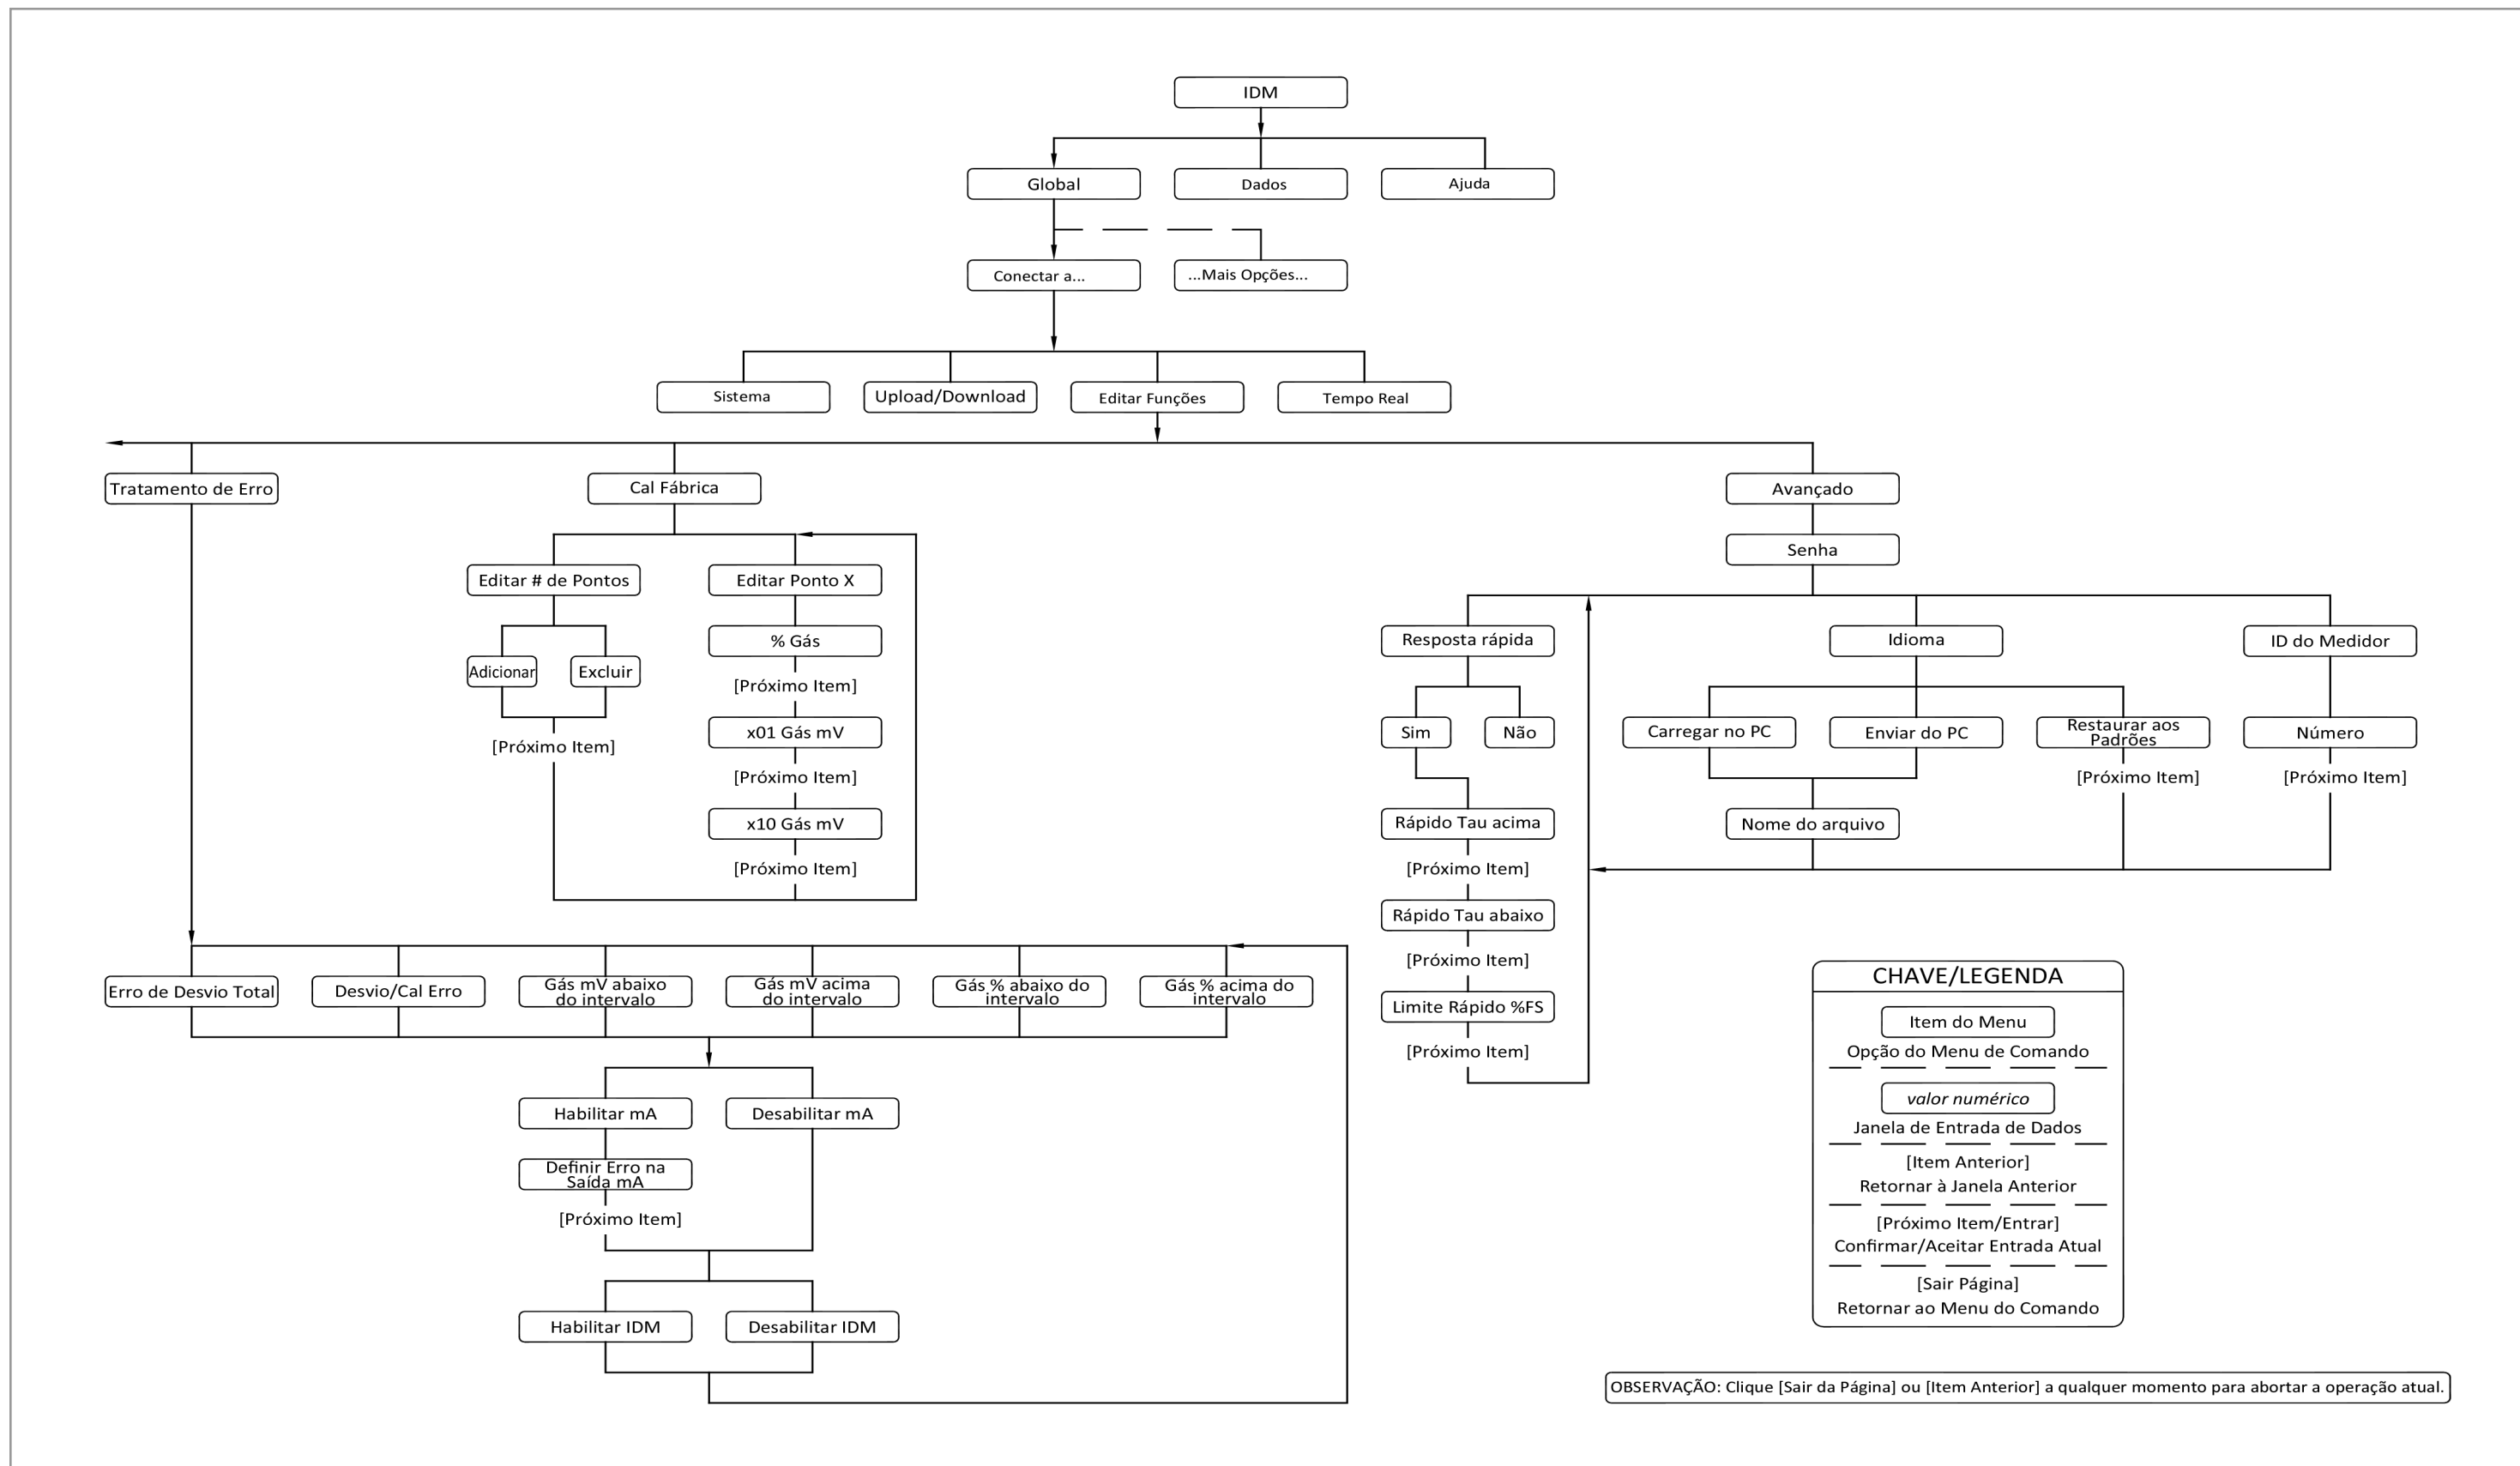 IDM
Global
Dados
Ajuda
Conectar a...
...Mais Opções...
Sistema
Upload/Download
Editar Funções
Tempo Real
Tratamento de Erro
Cal Fábrica
Avançado
Senha
Editar # de Pontos
Editar Ponto X
Adicionar
Excluir
[Próximo Item]
% Gás
[Próximo Item]
x01 Gás mV
[Próximo Item]
x10 Gás mV
[Próximo Item]
Resposta rápida
Idioma
ID do Medidor
Sim
Não
Carregar no PC
Enviar do PC
Restaurar aos
Padrões
Número
[Próximo Item]
[Próximo Item]
Nome do arquivo
Rápido Tau acima
[Próximo Item]
Rápido Tau abaixo
[Próximo Item]
Limite Rápido %FS
[Próximo Item]
Erro de Desvio Total
Desvio/Cal Erro
Gás mV abaixo
do intervalo
Gás mV acima
do intervalo
Gás % abaixo do
intervalo
Gás % acima do
intervalo
Habilitar mA
Desabilitar mA
Definir Erro na
Saída mA
[Próximo Item]
Habilitar IDM
Desabilitar IDM
CHAVE/LEGENDA
Item do Menu
Opção do Menu de Comando
valor numérico
Janela de Entrada de Dados
[Item Anterior]
Retornar à Janela Anterior
[Próximo Item/Entrar]
Confirmar/Aceitar Entrada Atual
[Sair Página]
Retornar ao Menu do Comando
OBSERVAÇÃO: Clique [Sair da Página] ou [Item Anterior] a qualquer momento para abortar a operação atual.